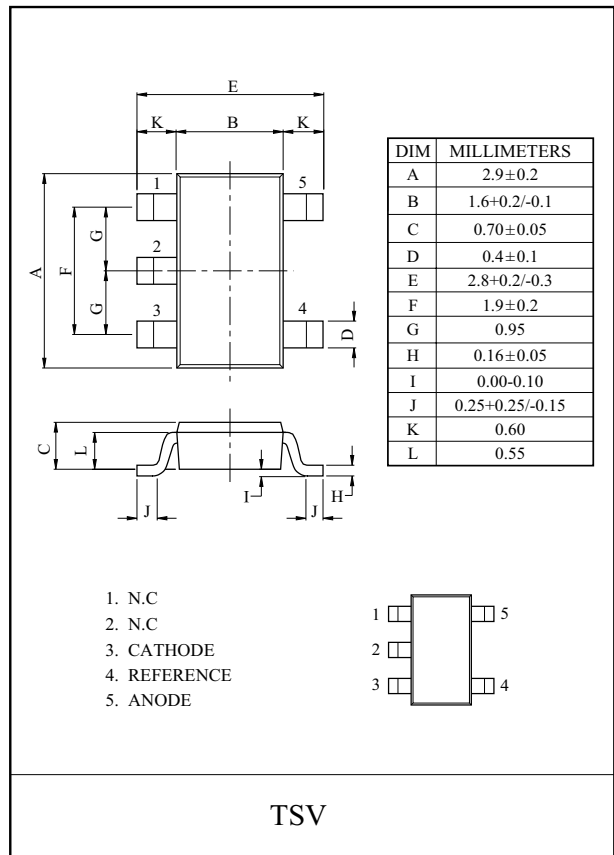 E
K B K
1 5
G
2
F
A
G
3 4
D
DIM MILLIMETERS
A 2.9±0.2
B 1.6+0.2/-0.1
C 0.70±0.05
D 0.4±0.1
E 2.8+0.2/-0.3
F 1.9±0.2
G 0.95
H 0.16±0.05
I 0.00-0.10
J 0.25+0.25/-0.15
K 0.60
L 0.55
C L
I H
J J
1. N.C
2. N.C
3. CATHODE
4. REFERENCE
5. ANODE
1 5
2
3 4
TSV